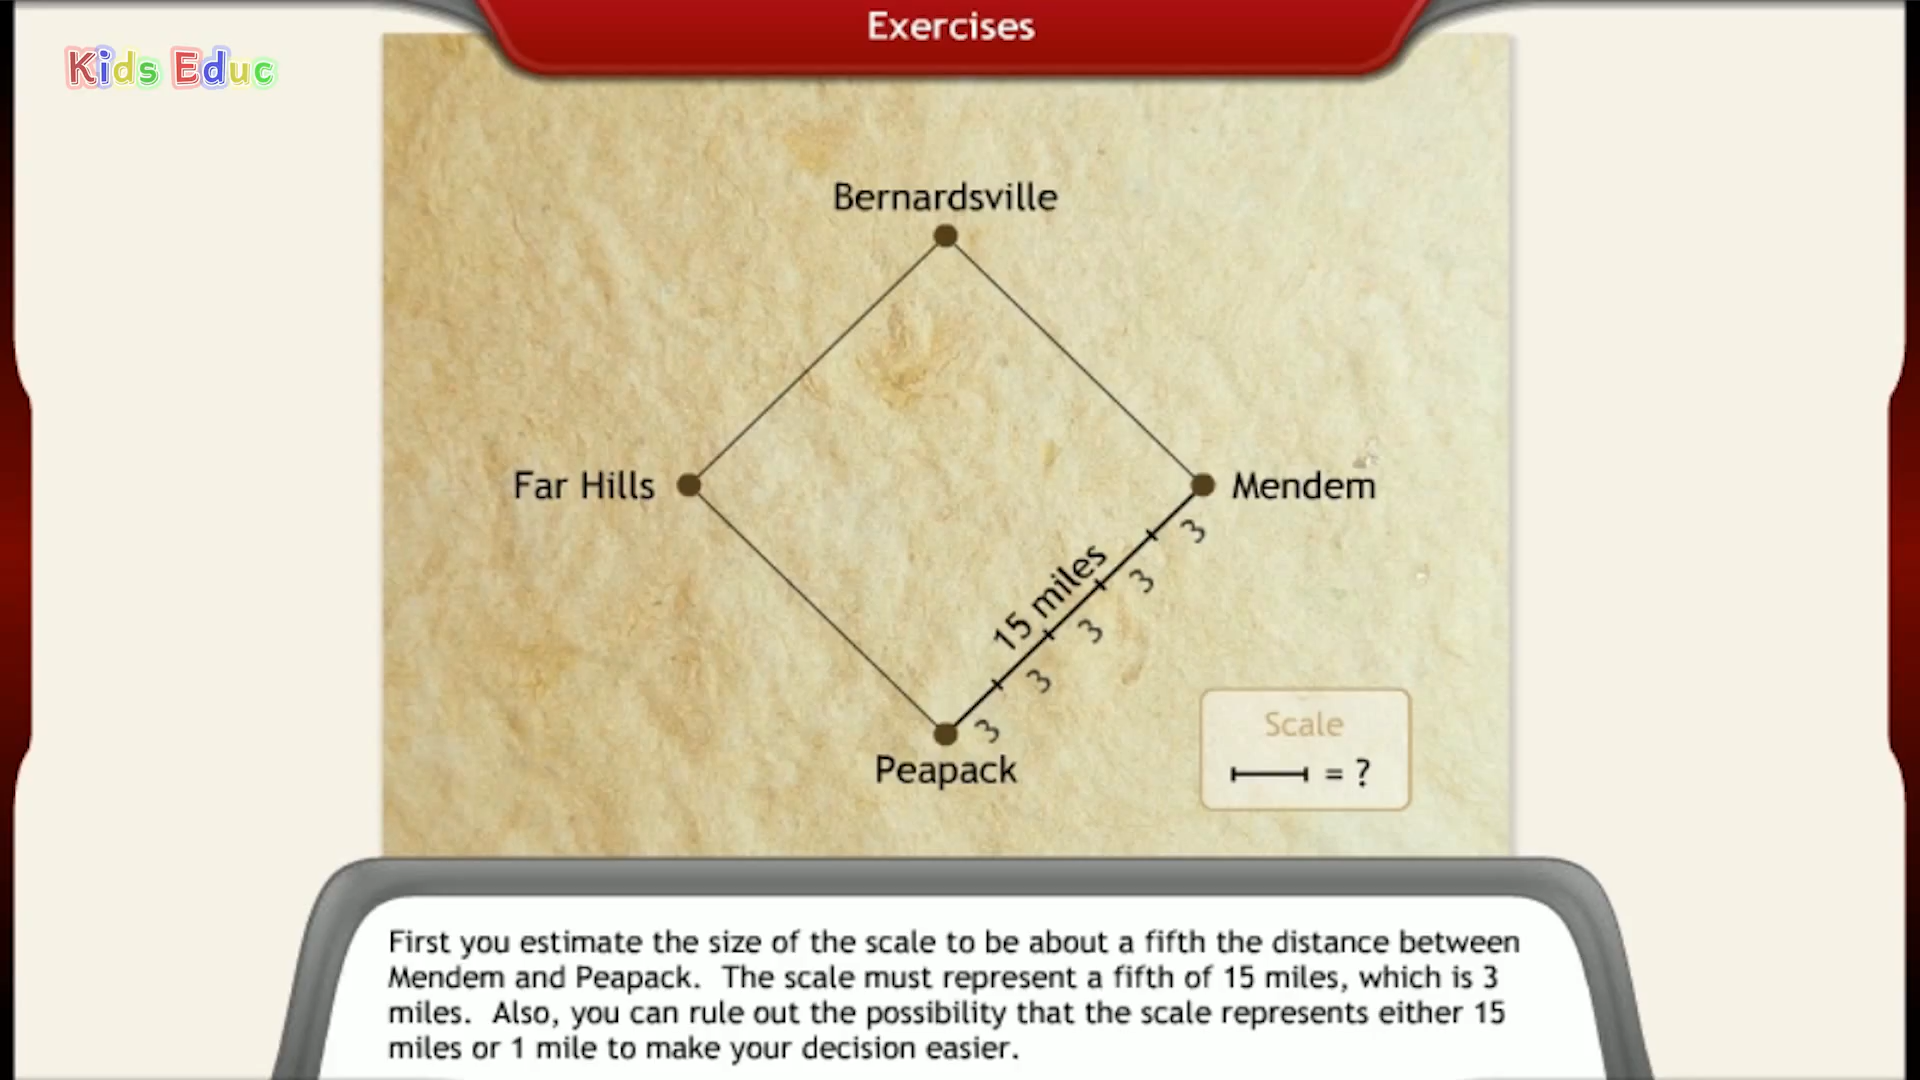 Exercises
Kids Educ
Bernardsville
Far Hills
Mendem
15 miles
3
3
3
3
3
Peapack
Scale
= ?
First you estimate the size of the scale to be about a fifth the distance between
Mendem and Peapack. The scale must represent a fifth of 15 miles, which is 3
miles. Also, you can rule out the possibility that the scale represents either 15
miles or 1 mile to make your decision easier.